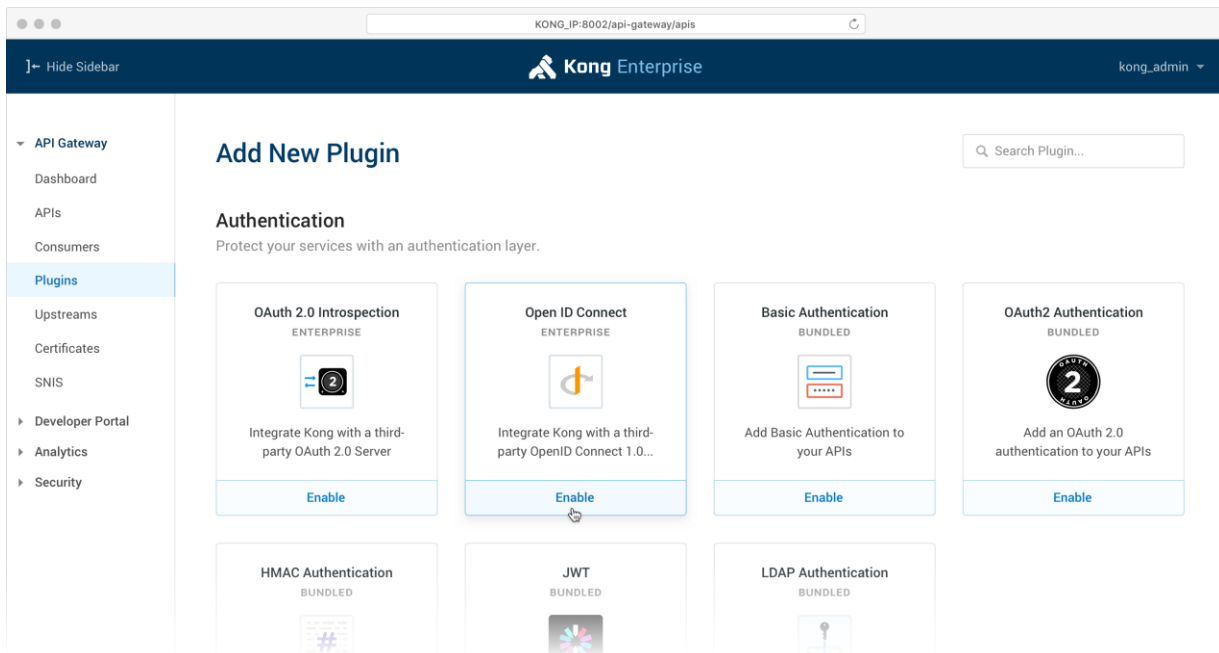 KONG_IP:8002/api-gateway/apis
Hide Sidebar
Kong Enterprise
kong_admin
API Gateway
Dashboard
APIs
Consumers
Plugins
Upstreams
Certificates
SNIS
Developer Portal
Analytics
Security
Add New Plugin
Search Plugin...
Authentication
Protect your services with an authentication layer.
OAuth 2.0 Introspection
ENTERPRISE
2
Integrate Kong with a third-
party OAuth 2.0 Server
Enable
Open ID Connect
ENTERPRISE
Integrate Kong with a third-
party OpenID Connect 1.0...
Enable
Basic Authentication
BUNDLED
Add Basic Authentication to
your APIs
Enable
OAuth2 Authentication
BUNDLED
OAUTH
2
OAUTH
Add an OAuth 2.0
authentication to your APIs
Enable
HMAC Authentication
BUNDLED
#
JWT
BUNDLED
LDAP Authentication
BUNDLED